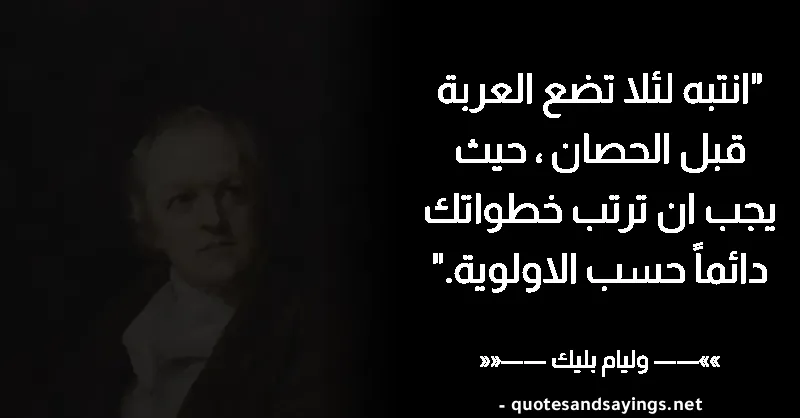 "انتبه لئلا تضع العربة
قبل الحصان ، حيث
يجب ان ترتب خطواتك
دائماً حسب الاولوية."
»»—— وليام بليك ——««
- quotesandsayings.net